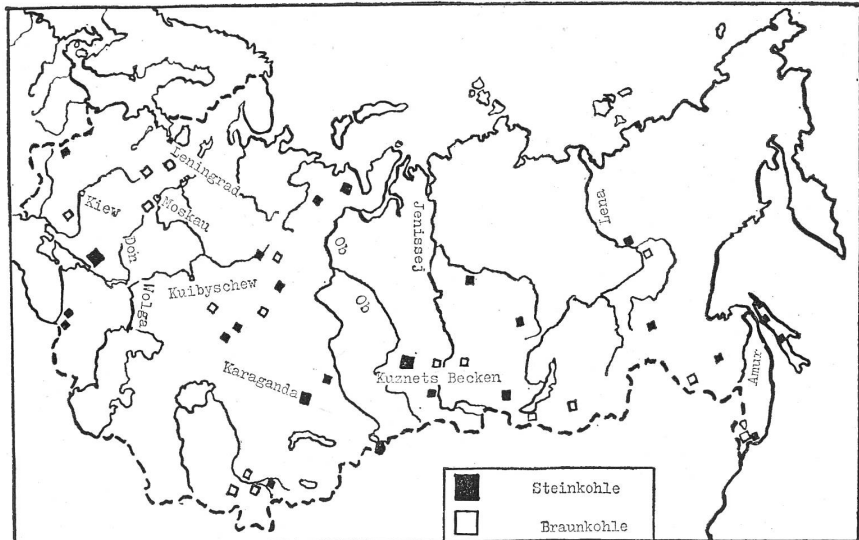 Leningrad
Kiew
Moskau
Don
Wolga
Kuibyschew
Karaganda
Ob
Ob
Jenissej
Kuznets Becken
Lena
Amur
Steinkohle
Braunkohle